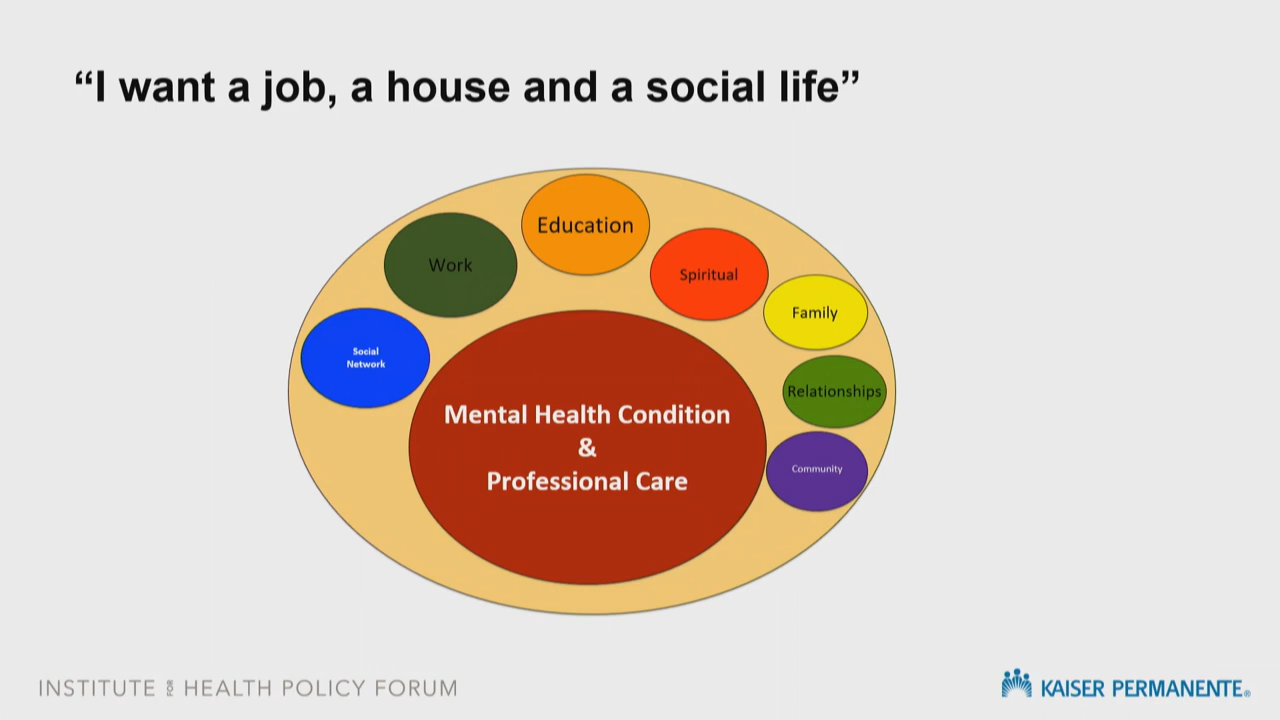 “I want a job, a house and a social life”
Education
Work
Spiritual
Family
Social
Network
Relationships
Mental Health Condition
&
Professional Care
Community
INSTITUTE FOR HEALTH POLICY FORUM
KAISER PERMANENTE®